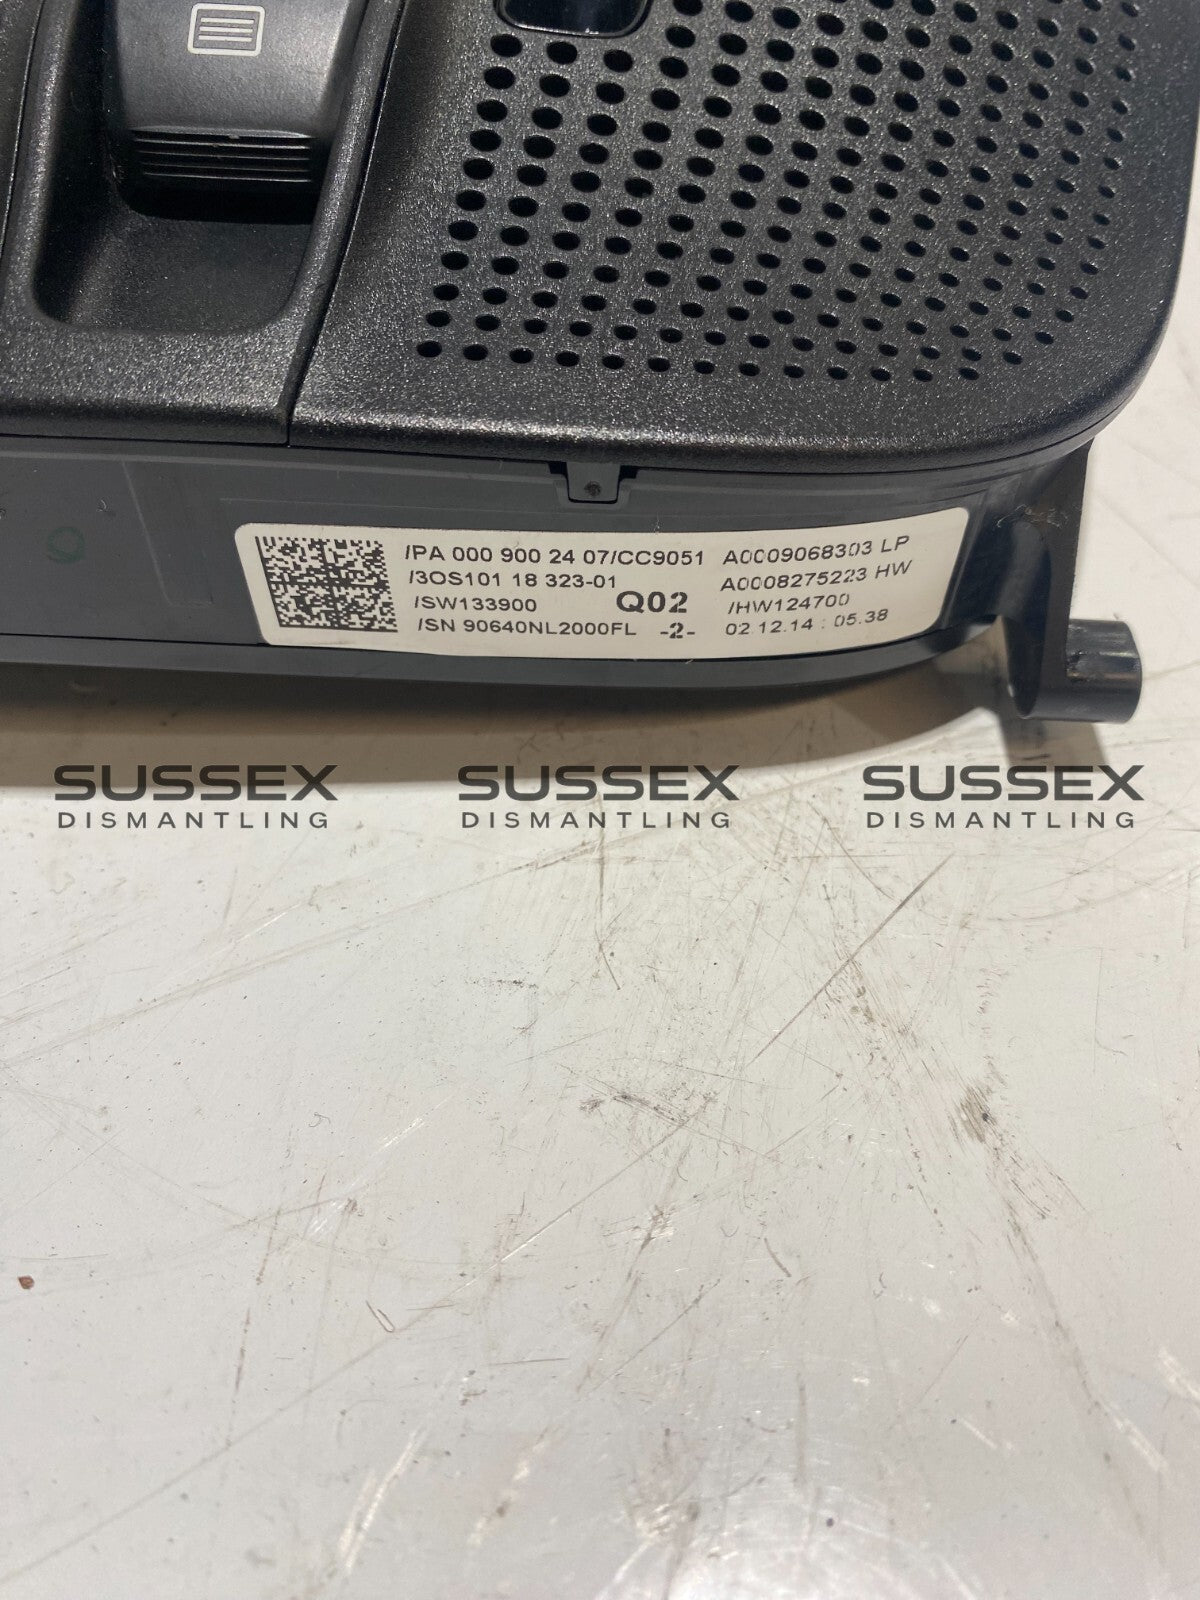 /PA 000 900 24 07/CC9051 A0009068303 LP
/3OS101 18 323-01 A0008275223 HW
/SW133900 Q02 /HW124700
/SN 90640NL2000FL -2- 02.12.14 : 05.38
SUSSEX SUSSEX SUSSEX
DISMANTLING DISMANTLING DISMANTLING